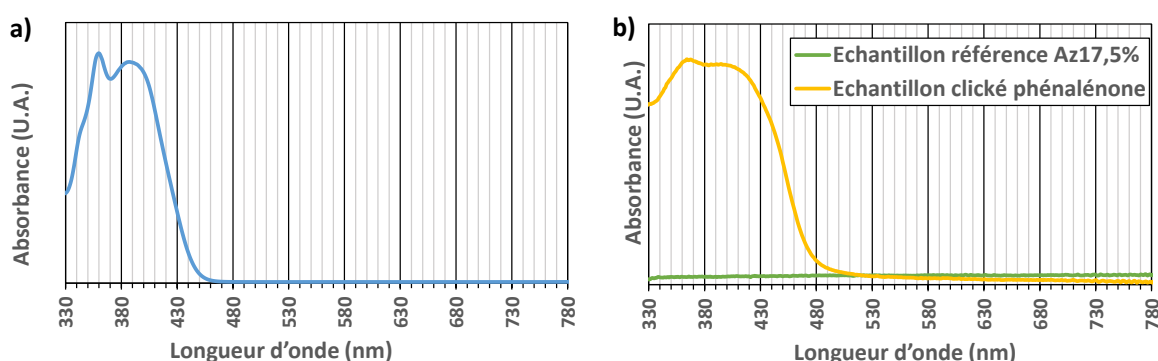 a)
Absorbance (U.A.)
330 380 430 480 530 580 630 680 730 780
Longueur d’onde (nm)
b)
Absorbance (U.A.)
Echantillon référence Az17,5%
Echantillon clické phénalénone
330 380 430 480 530 580 630 680 730 780
Longueur d’onde (nm)